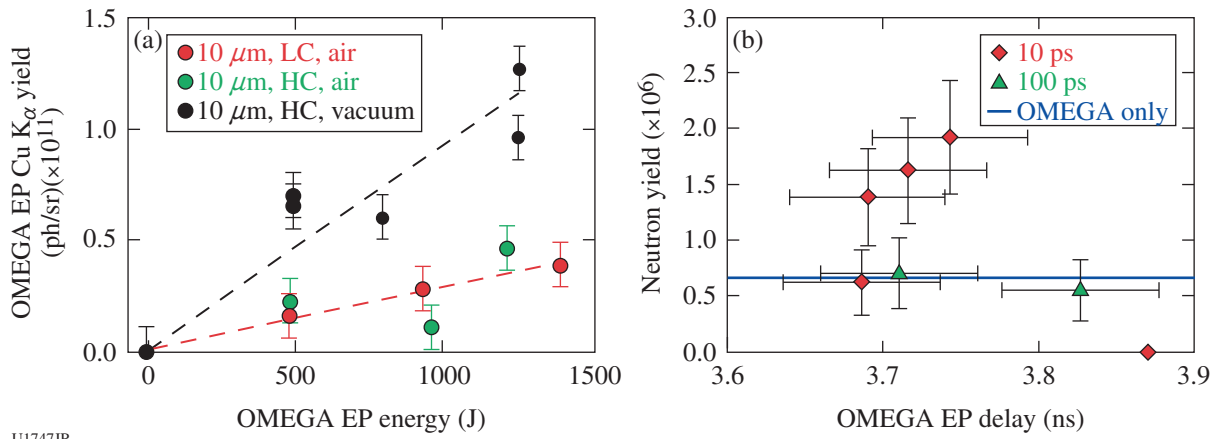 (a)
10 μm, LC, air
10 μm, HC, air
10 μm, HC, vacuum
OMEGA EP Cu Kα yield
(ph/sr)(×10¹¹)
1.5
1.0
0.5
0.0
0 500 1000 1500
OMEGA EP energy (J)
(b)
10 ps
100 ps
OMEGA only
Neutron yield (×10⁶)
3.0
2.5
2.0
1.5
1.0
0.5
0.0
3.6 3.7 3.8 3.9
OMEGA EP delay (ns)
U1747JR